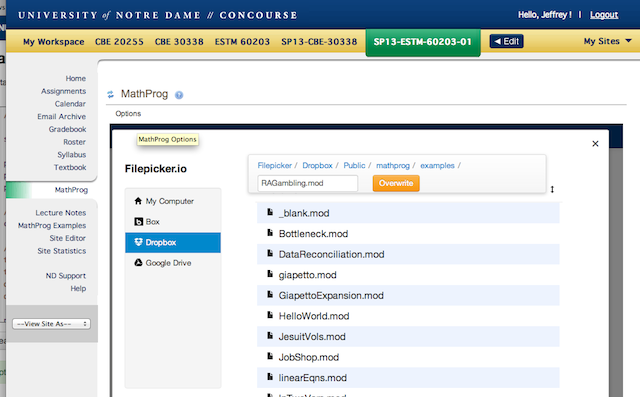 UNIVERSITY of NOTRE DAME // CONCOURSE
Hello, Jeffrey ! | Logout
My Workspace CBE 20255 CBE 30338 ESTM 60203 SP13-CBE-30338 SP13-ESTM-60203-01 Edit My Sites
Home
Assignments
Calendar
Email Archive
Gradebook
Roster
Syllabus
Textbook
MathProg
Lecture Notes
MathProg Examples
Site Editor
Site Statistics
ND Support
Help
--View Site As--
MathProg ?
Options
MathProg Options
×
Filepicker.io
My Computer
Box
Dropbox
Google Drive
Filepicker / Dropbox / Public / mathprog / examples /
RAGambling.mod Overwrite
_blank.mod
Bottleneck.mod
DataReconciliation.mod
giapetto.mod
GiapettoExpansion.mod
HelloWorld.mod
JesuitVols.mod
JobShop.mod
linearEqns.mod